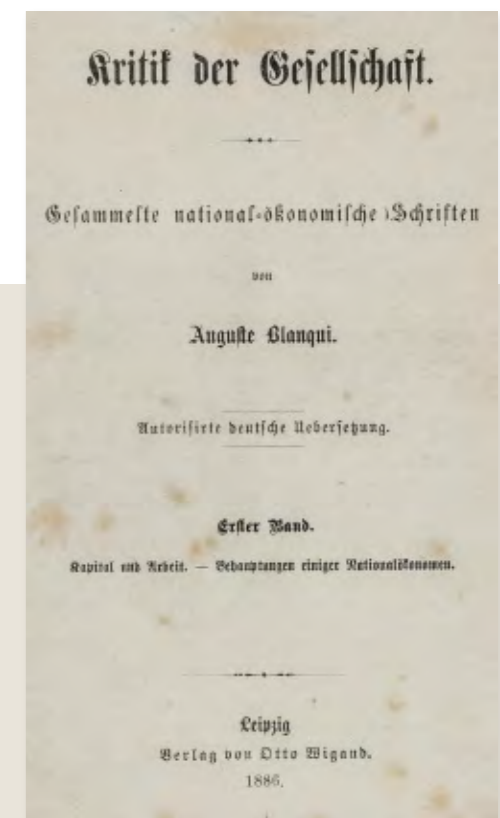 Kritik der Gesellschaft.
Gesammelte national-ökonomische Schriften
von
Auguste Blanqui.
Autorisirte deutsche Uebersetzung.
Erster Band.
Kapital und Arbeit. — Behauptungen einiger Nationalökonomen.
Leipzig
Verlag von Otto Wigand.
1886.